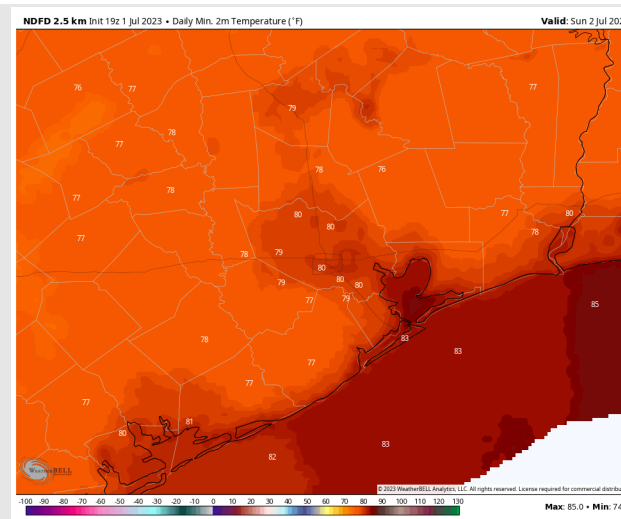 NDFD 2.5 km Init 19z 1 Jul 2023 • Daily Min. 2m Temperature (°F) Valid: Sun 2 Jul
76 77 77
79
77 78
78 76
77 78
80 77 80
77 80 78
78 79
80
79 80 80
77 79 85
83
78 83
77
77
77
81
80
82 83
WeatherBELL
© 2023 WeatherBELL Analytics, LLC. All rights reserved. License required for commercial
-100 -90 -80 -70 -60 -50 -40 -30 -20 -10 0 10 20 30 40 50 60 70 80 90 100 110 120 130
Max: 85.0 • Min: 74